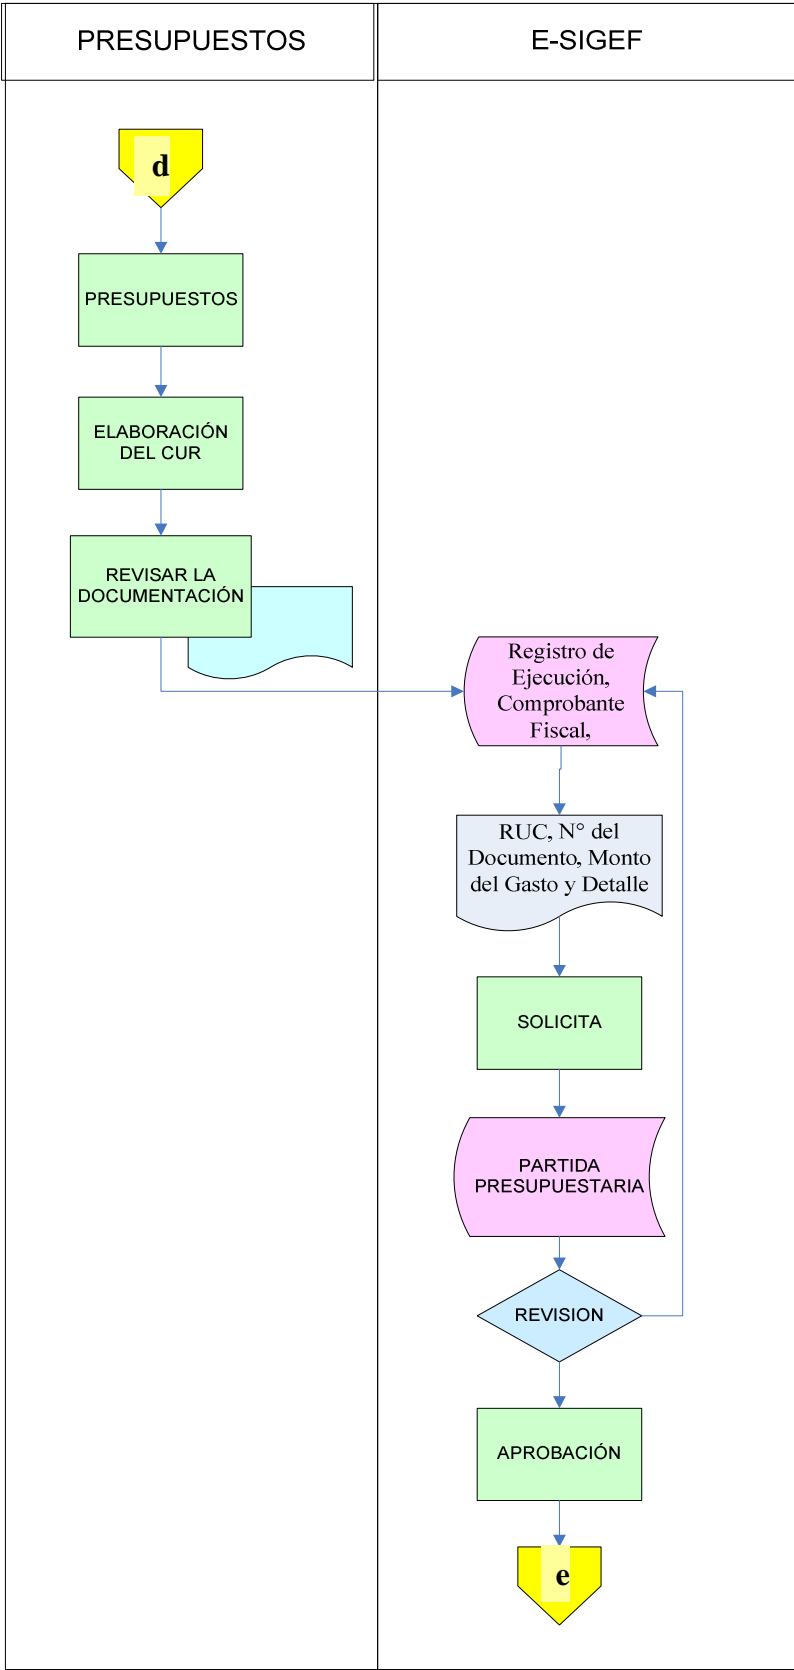 PRESUPUESTOS
E-SIGEF
d
PRESUPUESTOS
ELABORACIÓN
DEL CUR
REVISAR LA
DOCUMENTACIÓN
Registro de
Ejecución,
Comprobante
Fiscal,
RUC, N° del
Documento, Monto
del Gasto y Detalle
SOLICITA
PARTIDA
PRESUPUESTARIA
REVISION
APROBACIÓN
e